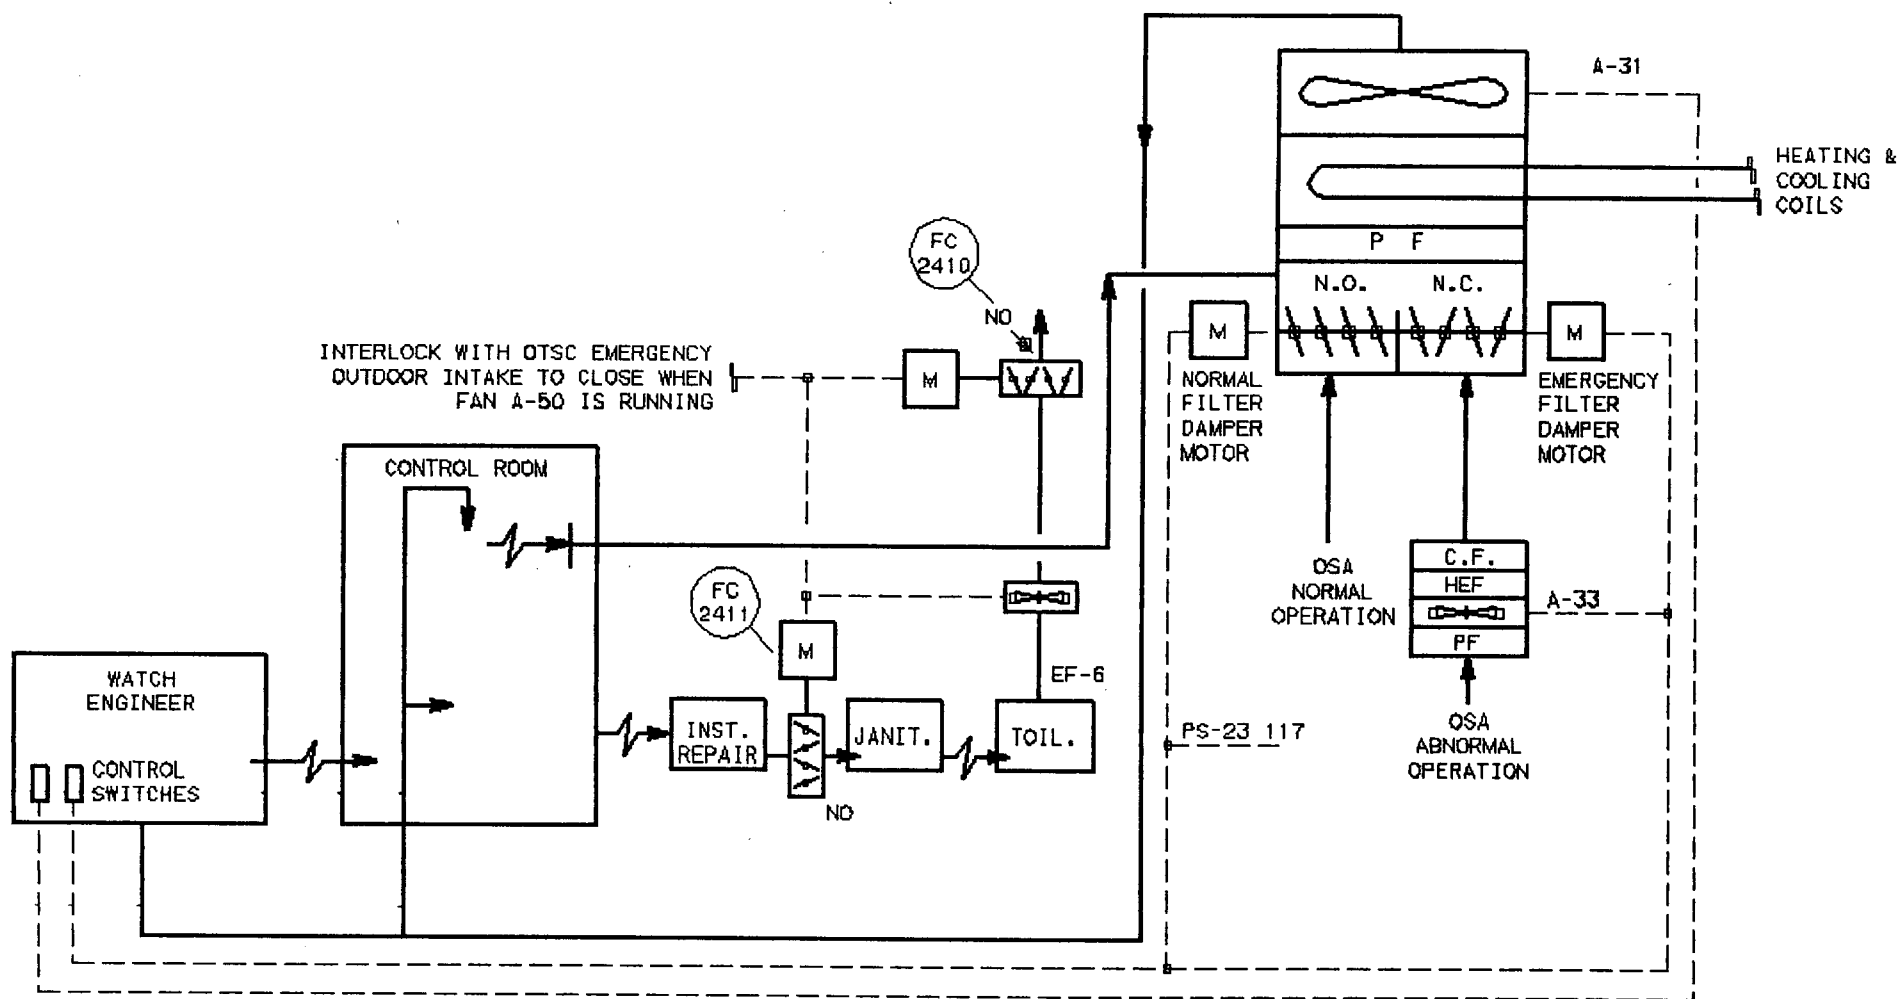 A-31
HEATING &
COOLING
COILS
FC
2410
P F
N.O. N.C.
NO
M
M
INTERLOCK WITH OTSC EMERGENCY
OUTDOOR INTAKE TO CLOSE WHEN
FAN A-50 IS RUNNING
M
NORMAL
FILTER
DAMPER
MOTOR
EMERGENCY
FILTER
DAMPER
MOTOR
CONTROL ROOM
OSA
NORMAL
OPERATION
C.F.
HEF
PF
A-33
FC
2411
M
EF-6
WATCH
ENGINEER
CONTROL
SWITCHES
INST.
REPAIR
JANIT.
TOIL.
NO
PS-23 117
OSA
ABNORMAL
OPERATION